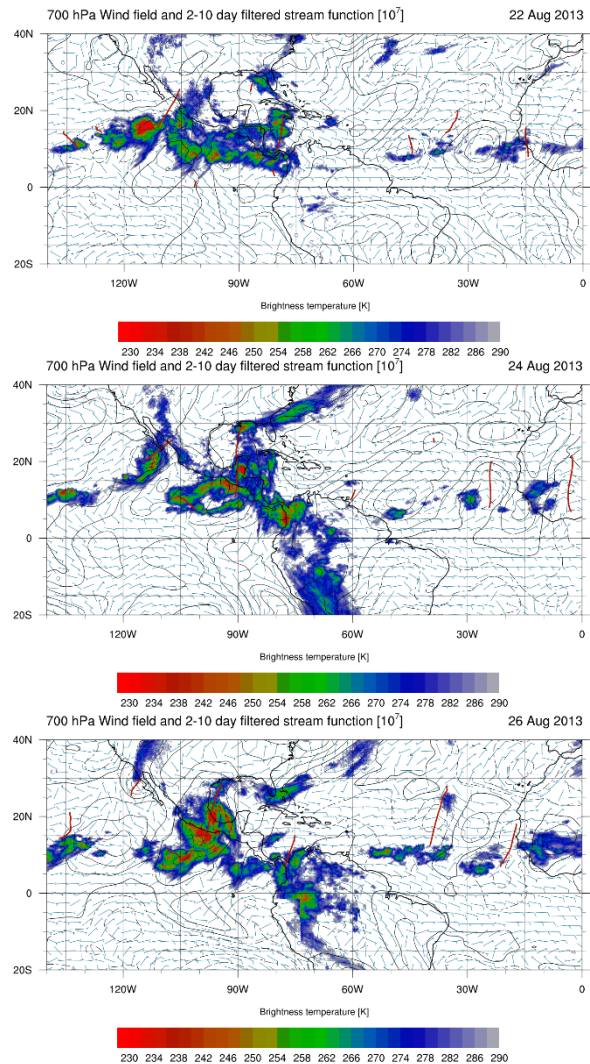 700 hPa Wind field and 2-10 day filtered stream function [10⁷] 22 Aug 2013
40N
20N
0
20S
120W 90W 60W 30W 0
Brightness temperature [K]
230 234 238 242 246 250 254 258 262 266 270 274 278 282 286 290
700 hPa Wind field and 2-10 day filtered stream function [10⁷] 24 Aug 2013
40N
20N
0
20S
120W 90W 60W 30W 0
Brightness temperature [K]
230 234 238 242 246 250 254 258 262 266 270 274 278 282 286 290
700 hPa Wind field and 2-10 day filtered stream function [10⁷] 26 Aug 2013
40N
20N
0
20S
120W 90W 60W 30W 0
Brightness temperature [K]
230 234 238 242 246 250 254 258 262 266 270 274 278 282 286 290